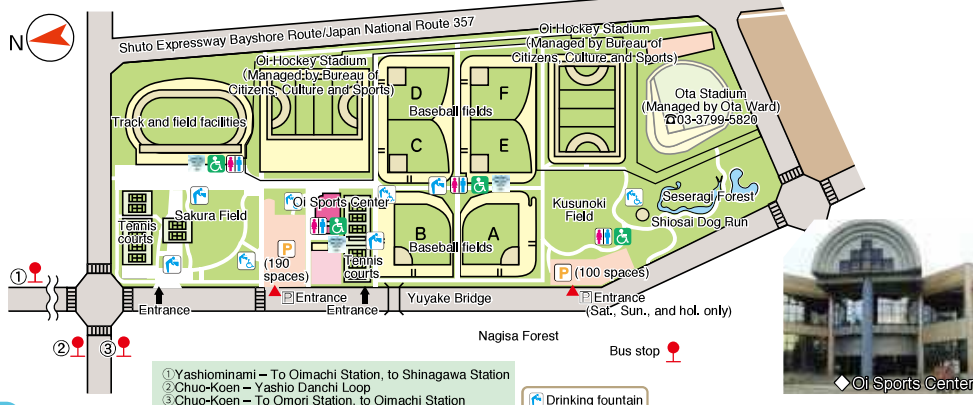 N
Shuto Expressway Bayshore Route/Japan National Route 357
Oi Hockey Stadium
(Managed by Bureau of
Citizens, Culture and Sports)
Oi Hockey Stadium
(Managed by Bureau of
Citizens, Culture and Sports)
Ota Stadium
(Managed by Ota Ward)
☎03-3799-5820
Track and field facilities
D
F
Baseball fields
C
E
Tennis
courts
Sakura Field
Oi Sports Center
P
(190
spaces)
Tennis
courts
B
A
Baseball fields
Kusunoki
Field
Seseragi Forest
Shiosai Dog Run
P (100 spaces)
①
Entrance
P Entrance
Entrance
Yuyake Bridge
P Entrance
(Sat., Sun., and hol. only)
Nagisa Forest
②
③
Bus stop
①Yashiominami – To Oimachi Station, to Shinagawa Station
②Chuo-Koen – Yashio Danchi Loop
③Chuo-Koen – To Omori Station, to Oimachi Station
Drinking fountain
◆Oi Sports Center